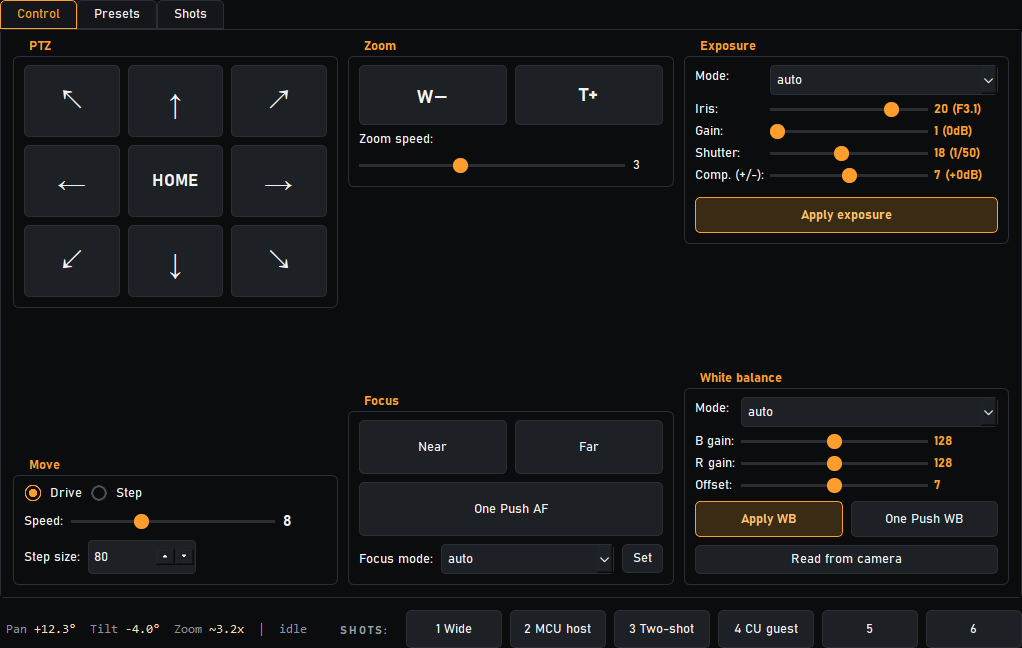 Control Presets Shots
PTZ
↖ ↑ ↗
← HOME →
↙ ↓ ↘
Move
Drive Step
Speed: 8
Step size: 80
Zoom
W− T+
Zoom speed:
3
Focus
Near Far
One Push AF
Focus mode: auto Set
Exposure
Mode: auto
Iris: 20 (F3.1)
Gain: 1 (0dB)
Shutter: 18 (1/50)
Comp. (+/-): 7 (+0dB)
Apply exposure
White balance
Mode: auto
B gain: 128
R gain: 128
Offset: 7
Apply WB One Push WB
Read from camera
Pan +12.3° Tilt -4.0° Zoom ~3.2x | idle SHOTS: 1 Wide 2 MCU host 3 Two-shot 4 CU guest 5 6